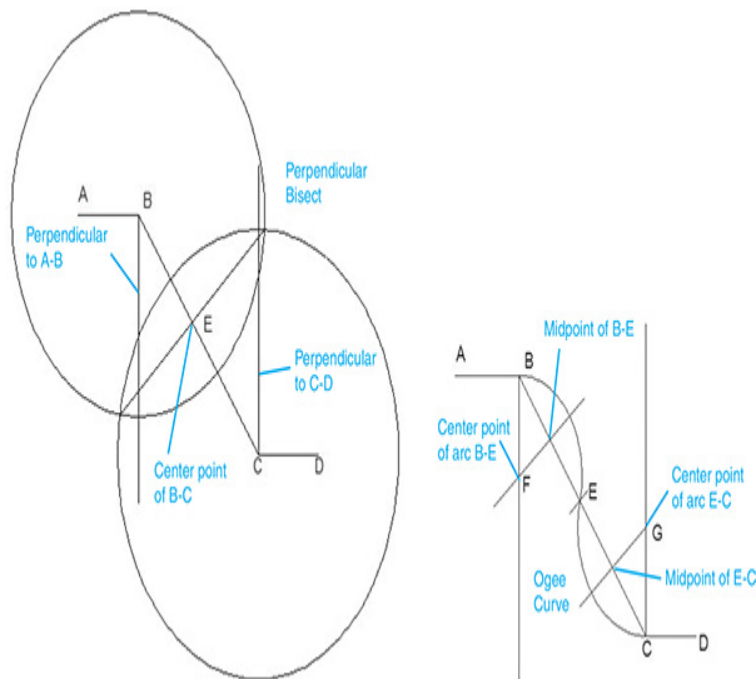 A
B
Perpendicular
to A-B
Perpendicular
Bisect
E
Perpendicular
to C-D
Center point
of B-C
C
D
Midpoint of B-E
A
B
Center point
of arc B-E
F
E
Center point
of arc E-C
G
Ogee
Curve
Midpoint of E-C
C
D